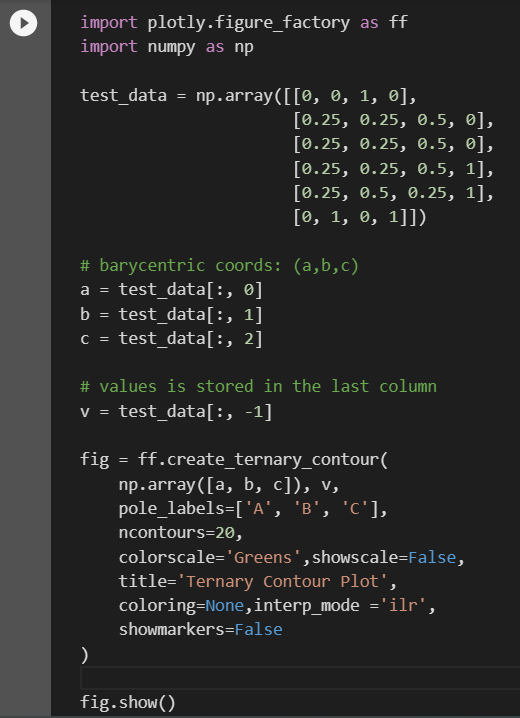 import plotly.figure_factory as ff
import numpy as np
test_data = np.array([[0, 0, 1, 0],
[0.25, 0.25, 0.5, 0],
[0.25, 0.25, 0.5, 0],
[0.25, 0.25, 0.5, 1],
[0.25, 0.5, 0.25, 1],
[0, 1, 0, 1]])
# barycentric coords: (a,b,c)
a = test_data[:, 0]
b = test_data[:, 1]
c = test_data[:, 2]
# values is stored in the last column
v = test_data[:, -1]
fig = ff.create_ternary_contour(
np.array([a, b, c]), v,
pole_labels=['A', 'B', 'C'],
ncontours=20,
colorscale='Greens',showscale=False,
title='Ternary Contour Plot',
coloring=None,interp_mode ='ilr',
showmarkers=False
)
fig.show()